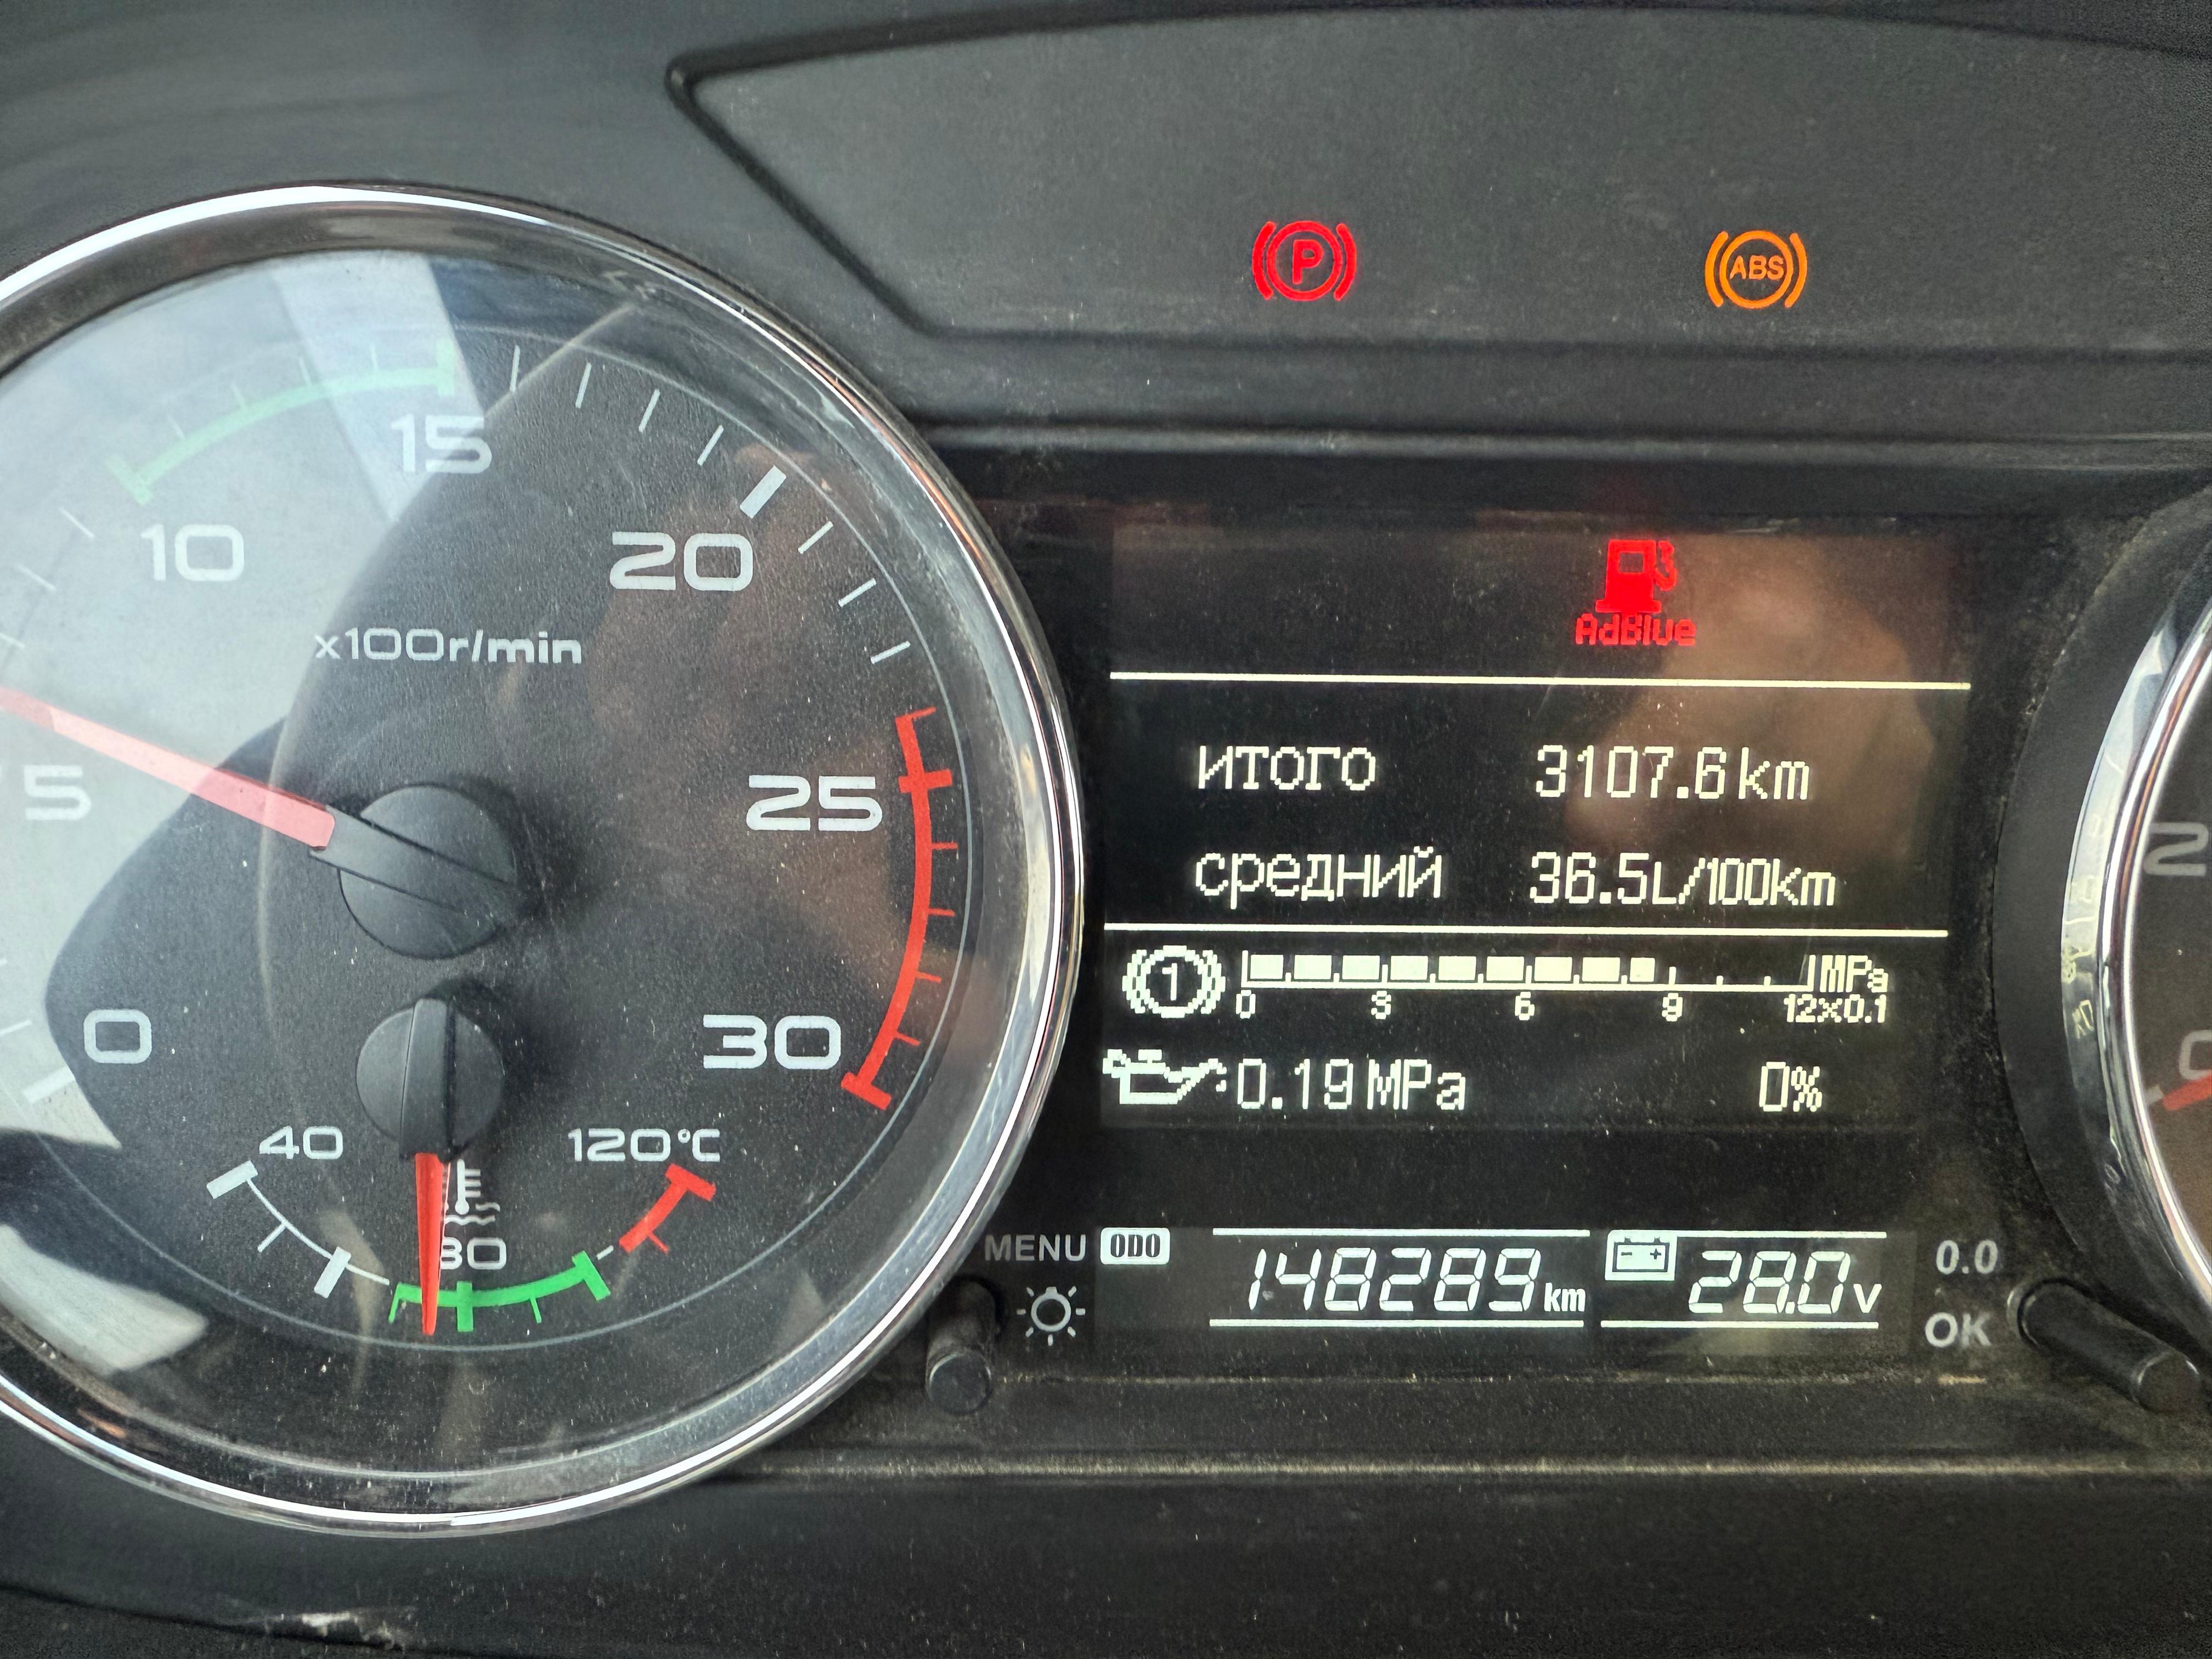 15
10
20
x100r/min
5
25
0
30
40
120°C
80
P
ABS
AdBlue
итого 3107.6 km
средний 36.5L/100km
1
MPa
0 3 6 9 12x0.1
0.19 MPa 0%
MENU ODO 148289 km 28.0 v 0.0
OK